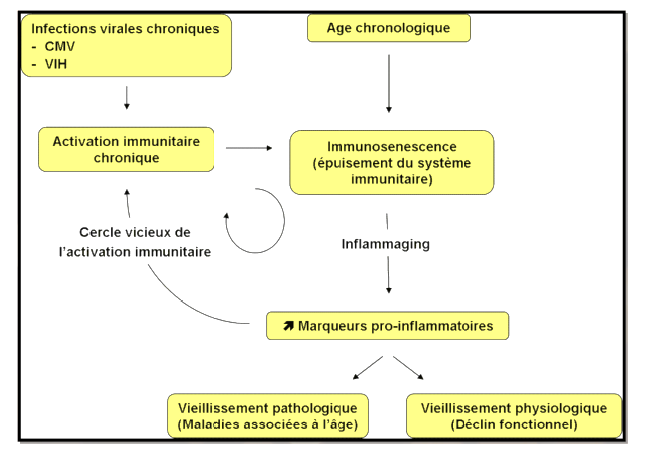 Infections virales chroniques
- CMV
- VIH
Age chronologique
Activation immunitaire
chronique
Immunosenescence
(épuisement du système
immunitaire)
Cercle vicieux de
l’activation immunitaire
Inflammaging
↗ Marqueurs pro-inflammatoires
Vieillissement pathologique
(Maladies associées à l’âge)
Vieillissement physiologique
(Déclin fonctionnel)